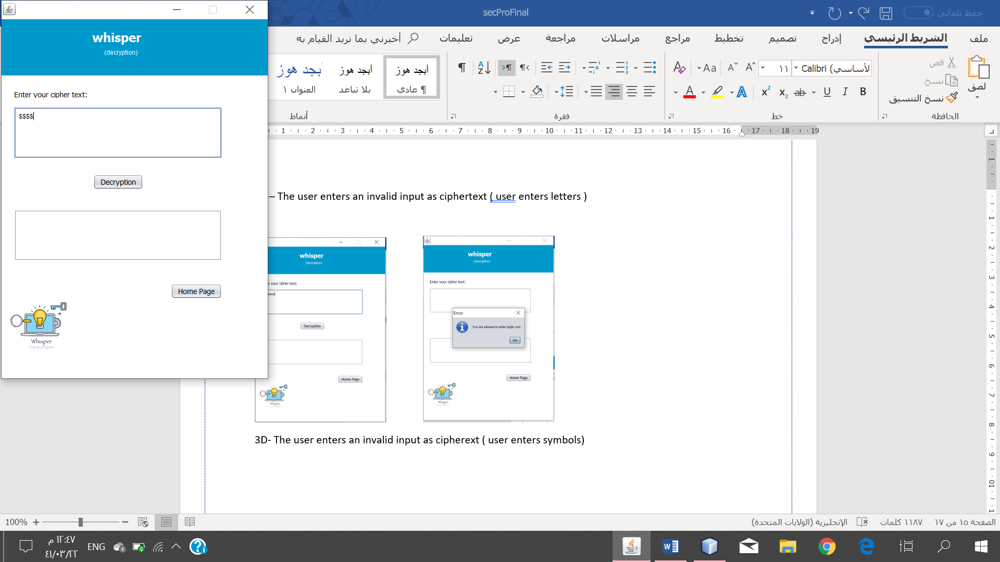 whisper
(decryption)
Enter your cipher text:
$$$$
Decryption
Home Page
Whisper
Cipher program
secProFinal
حفظ تلقائي
ملف
الشريط الرئيسي
إدراج
تصميم
تخطيط
مراجع
مراسلات
مراجعة
عرض
تعليمات
أخبرني بما تريد القيام به
لصق
قص
نسخ
نسخ التنسيق
الحافظة
Calibri (لأساسي
١١
خط
فقرة
أبجد هوز
¶ عادي
أبجد هوز
بلا تباعد
بجد هوز
العنوان ١
أنماط
1 2 3 4 5 6 7 8 9 10 11 12 13 14 15 16 17 18 19
– The user enters an invalid input as ciphertext ( user enters letters )
whisper
(decryption)
r your cipher text:
aaaa
Decryption
Home Page
Whisper
whisper
(decryption)
Enter your cipher text:
Error
You are allowed to enter digits only
OK
Home Page
Whisper
3D- The user enters an invalid input as cipherext ( user enters symbols)
الصفحة ١٥ من ١٧
١١٨٧ كلمات
الإنجليزية (الولايات المتحدة)
100%
ENG
١٢:٤٧ م
٤١/٠٣/٢٢